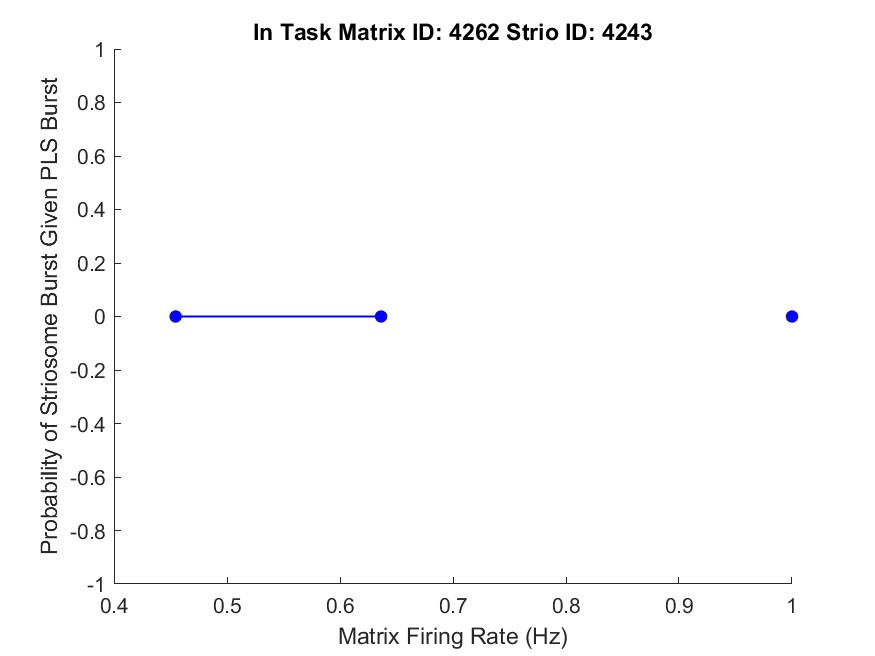 In Task Matrix ID: 4262 Strio ID: 4243
Probability of Striosome Burst Given PLS Burst
1
0.8
0.6
0.4
0.2
0
-0.2
-0.4
-0.6
-0.8
-1
0.4 0.5 0.6 0.7 0.8 0.9 1
Matrix Firing Rate (Hz)